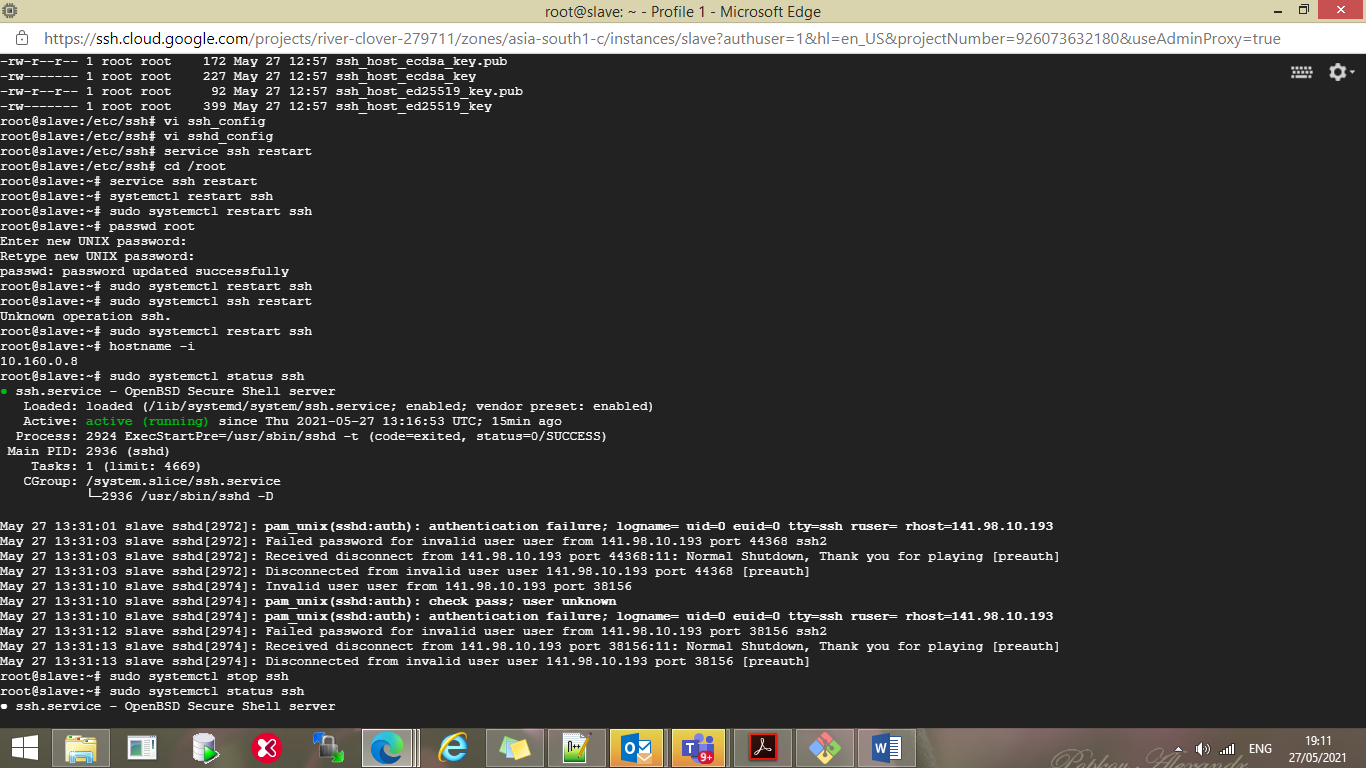 root@slave: ~ - Profile 1 - Microsoft Edge
https://ssh.cloud.google.com/projects/river-clover-279711/zones/asia-south1-c/instances/slave?authuser=1&hl=en_US&projectNumber=926073632180&useAdminProxy=true
-rw-r--r-- 1 root root    172 May 27 12:57 ssh_host_ecdsa_key.pub
-rw------- 1 root root    227 May 27 12:57 ssh_host_ecdsa_key
-rw-r--r-- 1 root root     92 May 27 12:57 ssh_host_ed25519_key.pub
-rw------- 1 root root    399 May 27 12:57 ssh_host_ed25519_key
root@slave:/etc/ssh# vi ssh_config
root@slave:/etc/ssh# vi sshd_config
root@slave:/etc/ssh# service ssh restart
root@slave:/etc/ssh# cd /root
root@slave:~# service ssh restart
root@slave:~# systemctl restart ssh
root@slave:~# sudo systemctl restart ssh
root@slave:~# passwd root
Enter new UNIX password:
Retype new UNIX password:
passwd: password updated successfully
root@slave:~# sudo systemctl restart ssh
root@slave:~# sudo systemctl ssh restart
Unknown operation ssh.
root@slave:~# sudo systemctl restart ssh
root@slave:~# hostname -i
10.160.0.8
root@slave:~# sudo systemctl status ssh
● ssh.service - OpenBSD Secure Shell server
   Loaded: loaded (/lib/systemd/system/ssh.service; enabled; vendor preset: enabled)
   Active: active (running) since Thu 2021-05-27 13:16:53 UTC; 15min ago
  Process: 2924 ExecStartPre=/usr/sbin/sshd -t (code=exited, status=0/SUCCESS)
 Main PID: 2936 (sshd)
    Tasks: 1 (limit: 4669)
   CGroup: /system.slice/ssh.service
           └─2936 /usr/sbin/sshd -D
May 27 13:31:01 slave sshd[2972]: pam_unix(sshd:auth): authentication failure; logname= uid=0 euid=0 tty=ssh ruser= rhost=141.98.10.193
May 27 13:31:03 slave sshd[2972]: Failed password for invalid user user from 141.98.10.193 port 44368 ssh2
May 27 13:31:03 slave sshd[2972]: Received disconnect from 141.98.10.193 port 44368:11: Normal Shutdown, Thank you for playing [preauth]
May 27 13:31:03 slave sshd[2972]: Disconnected from invalid user user 141.98.10.193 port 44368 [preauth]
May 27 13:31:10 slave sshd[2974]: Invalid user user from 141.98.10.193 port 38156
May 27 13:31:10 slave sshd[2974]: pam_unix(sshd:auth): check pass; user unknown
May 27 13:31:10 slave sshd[2974]: pam_unix(sshd:auth): authentication failure; logname= uid=0 euid=0 tty=ssh ruser= rhost=141.98.10.193
May 27 13:31:12 slave sshd[2974]: Failed password for invalid user user from 141.98.10.193 port 38156 ssh2
May 27 13:31:13 slave sshd[2974]: Received disconnect from 141.98.10.193 port 38156:11: Normal Shutdown, Thank you for playing [preauth]
May 27 13:31:13 slave sshd[2974]: Disconnected from invalid user user 141.98.10.193 port 38156 [preauth]
root@slave:~# sudo systemctl stop ssh
root@slave:~# sudo systemctl status ssh
● ssh.service - OpenBSD Secure Shell server
9+
ENG
19:11
27/05/2021